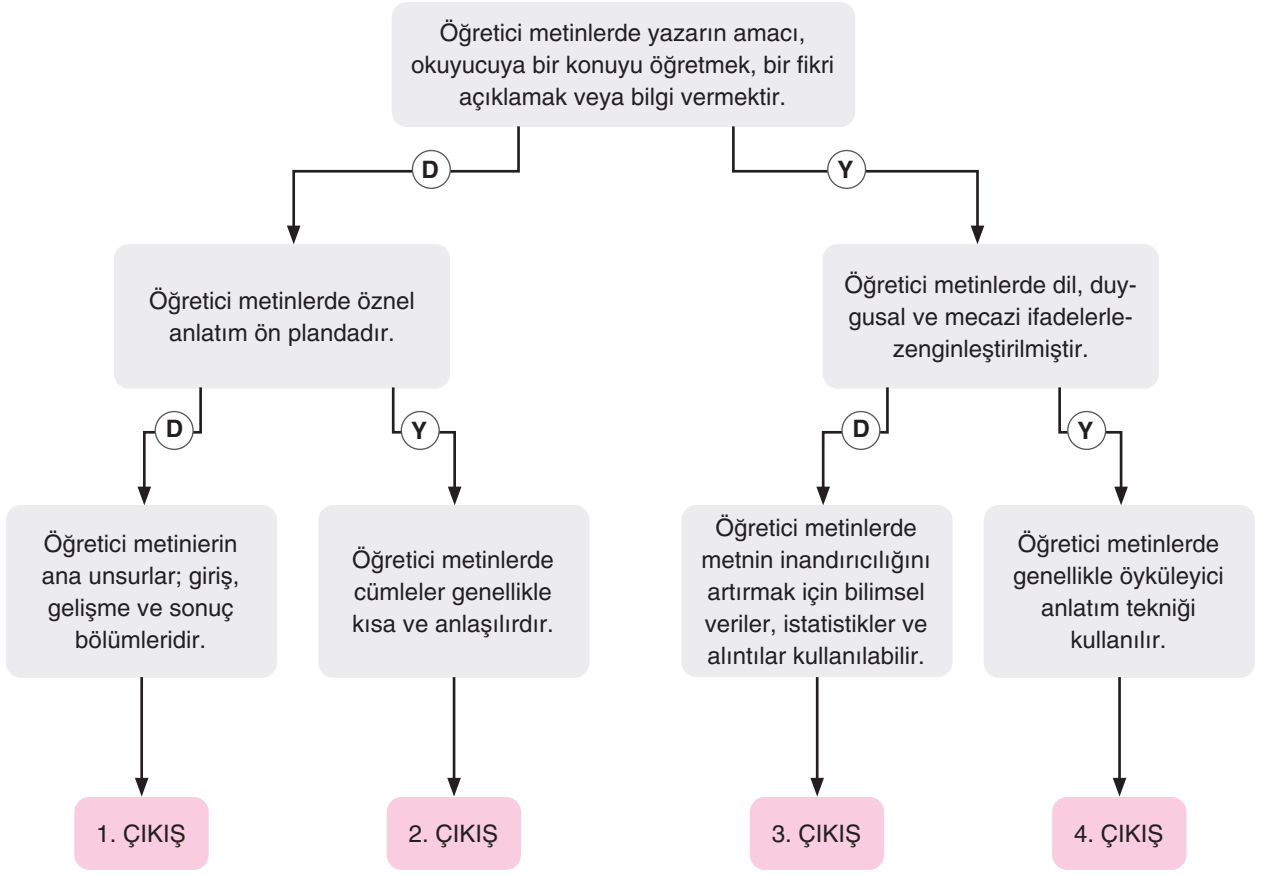 Öğretici metinlerde yazarın amacı,
okuyucuya bir konuyu öğretmek, bir fikri
açıklamak veya bilgi vermektir.
D
Y
Öğretici metinlerde öznel
anlatım ön plandadır.
Öğretici metinlerde dil, duy-
gusal ve mecazi ifadelerle-
zenginleştirilmiştir.
D
Y
D
Y
Öğretici metinierin
ana unsurlar; giriş,
gelişme ve sonuç
bölümleridir.
Öğretici metinlerde
cümleler genellikle
kısa ve anlaşılırdır.
Öğretici metinlerde
metnin inandırıcılığını
artırmak için bilimsel
veriler, istatistikler ve
alıntılar kullanılabilir.
Öğretici metinlerde
genellikle öyküleyici
anlatım tekniği
kullanılır.
1. ÇIKIŞ
2. ÇIKIŞ
3. ÇIKIŞ
4. ÇIKIŞ